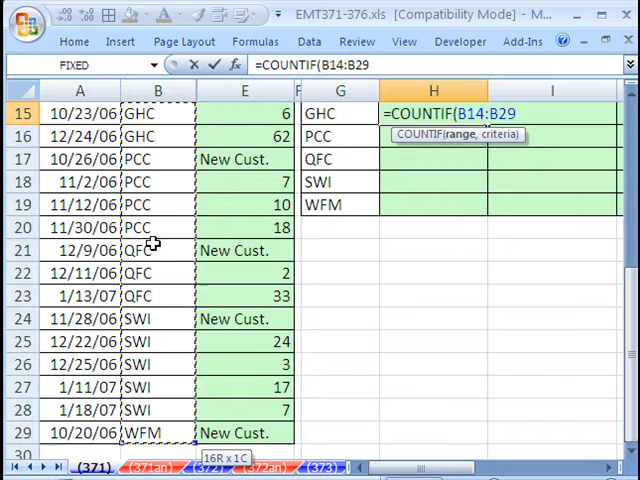 EMT371-376.xls [Compatibility Mode] - M...
Home Insert Formulas Data Review View Developer Add-Ins
FIXED =COUNTIF(B14:B29
A B E F G H I
15 10/23/06 GHC 6 GHC =COUNTIF(B14:B29
16 12/24/06 GHC 62 PCC COUNTIF(range, criteria)
17 10/26/06 PCC New Cust. QFC
18 11/2/06 PCC 7 SWI
19 11/12/06 PCC 10 WFM
20 11/30/06 PCC 18
21 12/9/06 QFC New Cust.
22 12/11/06 QFC 2
23 1/13/07 QFC 33
24 11/28/06 SWI New Cust.
25 12/22/06 SWI 24
26 12/25/06 SWI 3
27 1/11/07 SWI 17
28 1/18/07 SWI 7
29 10/20/06 WFM New Cust.
30 16R x 1C
(371) (371an) (372) (372an) (373)